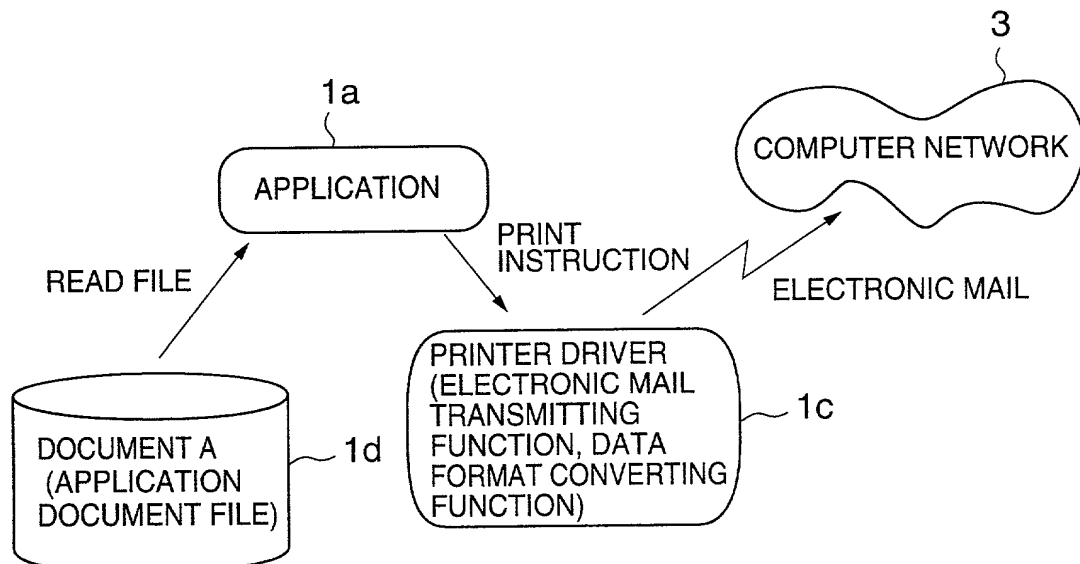 3
1a
COMPUTER NETWORK
APPLICATION
PRINT
INSTRUCTION
READ FILE
ELECTRONIC MAIL
PRINTER DRIVER
(ELECTRONIC MAIL
TRANSMITTING
FUNCTION, DATA
FORMAT CONVERTING
FUNCTION)
1c
DOCUMENT A
(APPLICATION
DOCUMENT FILE)
1d